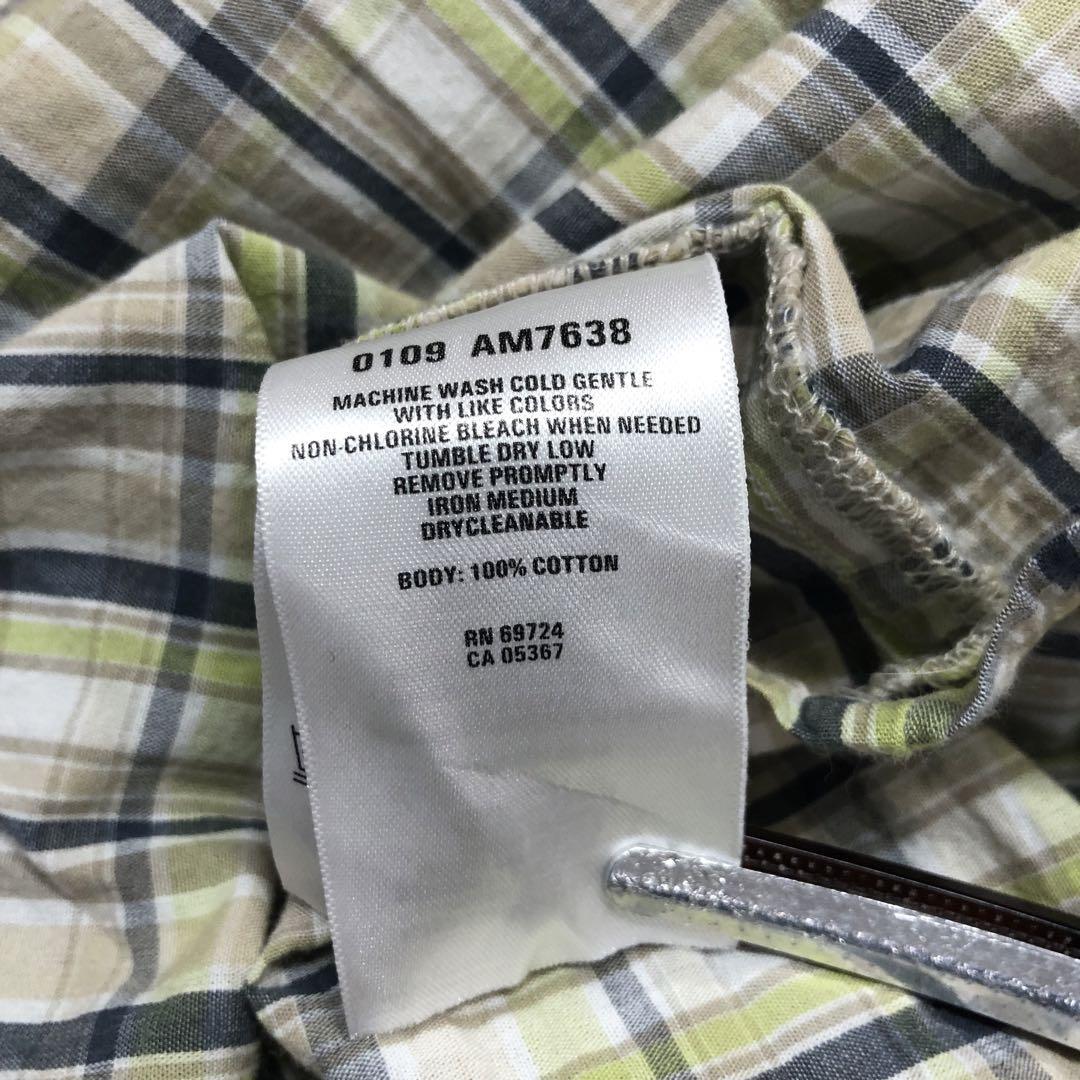 0109 AM7638
MACHINE WASH COLD GENTLE
WITH LIKE COLORS
NON-CHLORINE BLEACH WHEN NEEDED
TUMBLE DRY LOW
REMOVE PROMPTLY
IRON MEDIUM
DRYCLEANABLE
BODY: 100% COTTON
RN 69724
CA 05367